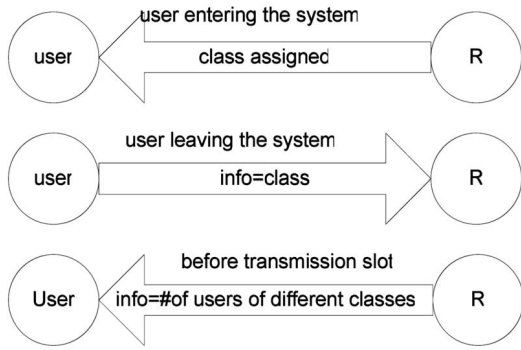 user entering the system
user
class assigned
R
user leaving the system
user
info=class
R
before transmission slot
User
info=#of users of different classes
R